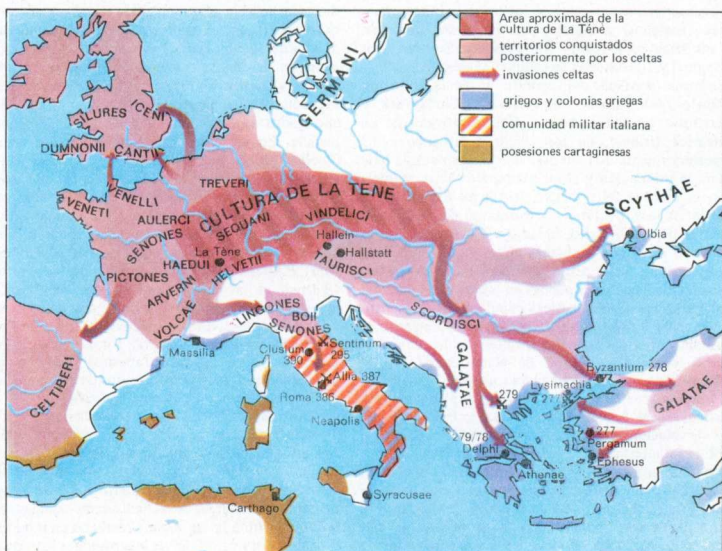 Area aproximada de la
cultura de La Téne
territorios conquistados
posteriormente por los celtas
invasiones celtas
griegos y colonias griegas
comunidad militar italiana
posesiones cartaginesas
GERMANI
SILURES
ICENI
DUMNONII
CANTII
TREVERI
CULTURA DE LA TENE
VENELLI
VENETI
AULERCI
SEQUANI
VINDELICI
SCYTHAE
Olbia
SENONES
Hallein
Hallstatt
La Tène
HAEDUI
HELVETII
TAURISCI
PICTONES
ARVERNI
VOLCAE
LINGONES
BOII
SENONES
SCORDISCI
CELTIBERI
Massilia
Clusium
390
Sentinum
295
GALATAE
Byzantium 278
Lysimachia
277
Allia 387
Roma 386
279
GALATAE
Neapolis
279/78
Delphi
277
Pergamum
Ephesus
Athenae
Carthago
Syracusae